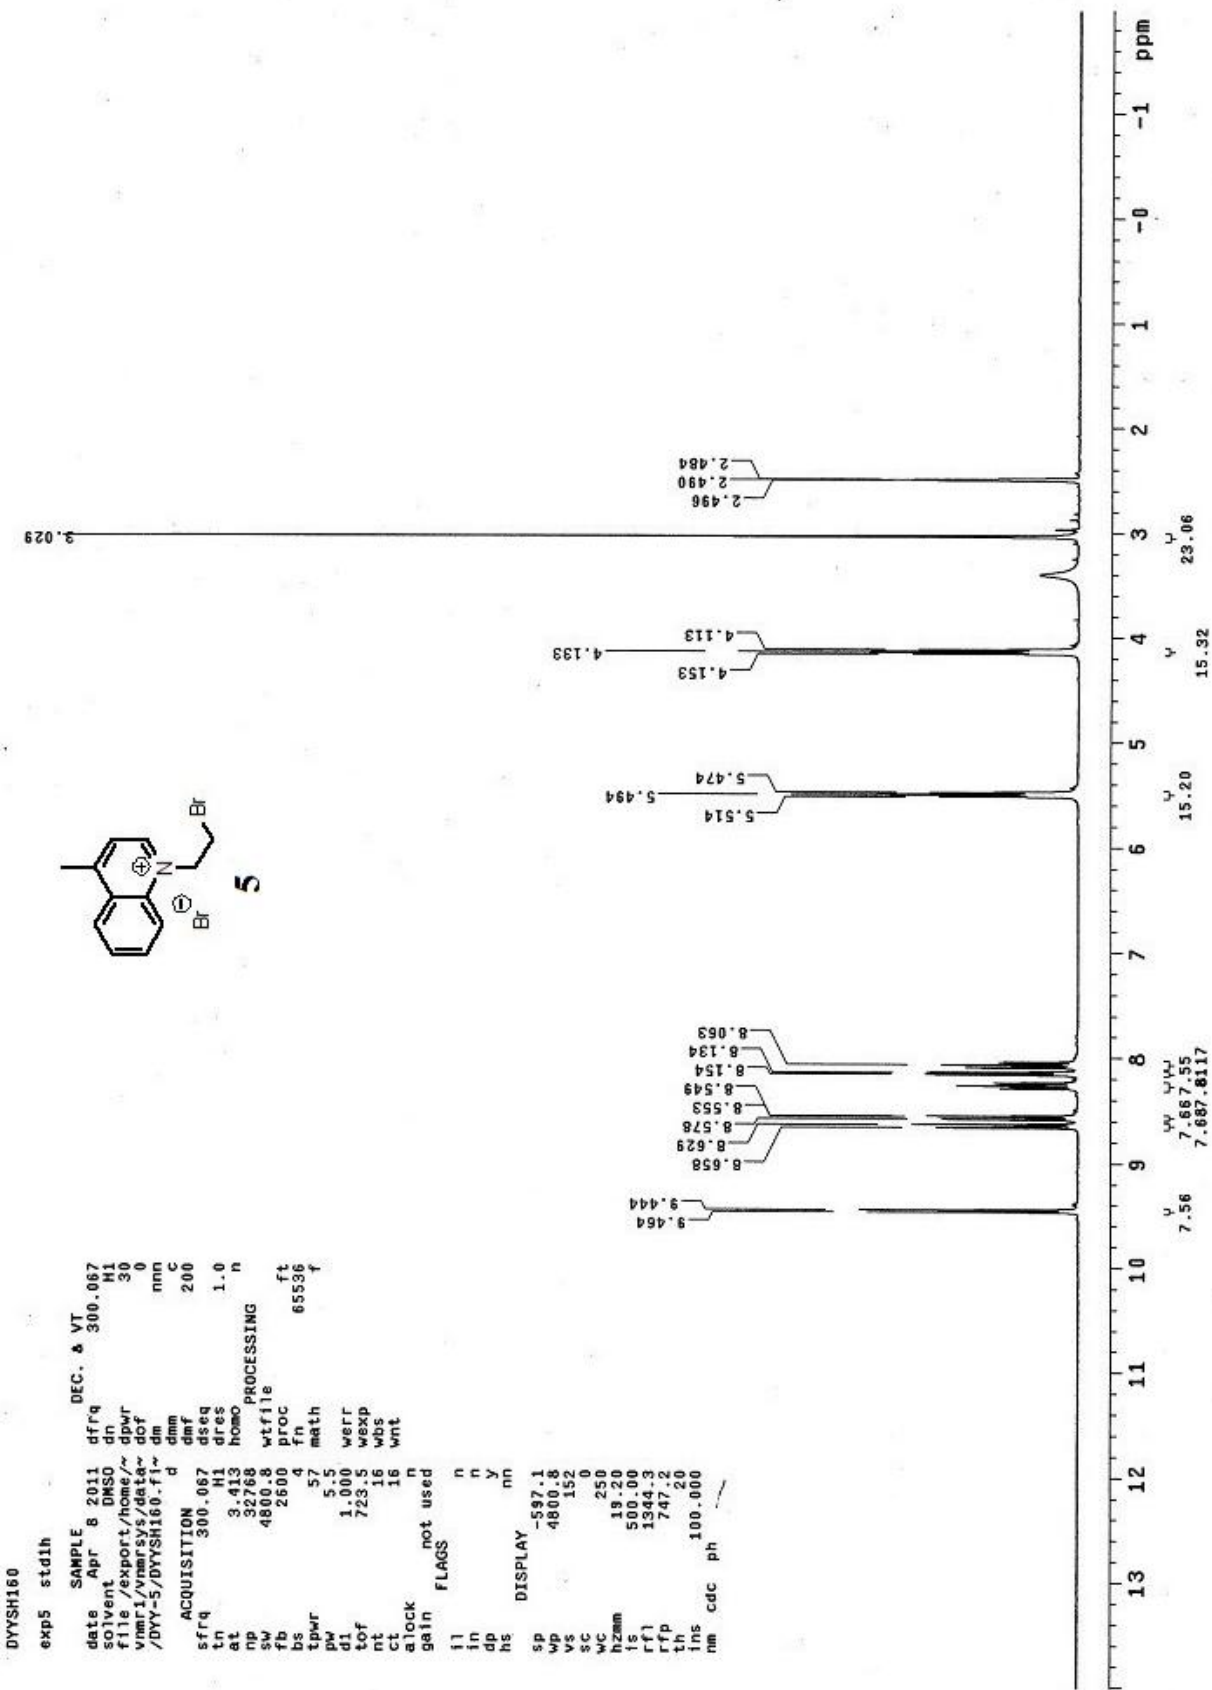 DYYSH160
exp5 std1h
SAMPLE
date Apr 8 2011
solvent DMSO
file /export/home/~
vnmr1/vnmrsys/data~
/DYY-5/DYYSH160.fi~
d
ACQUISITION
sfrq 300.067
tn H1
at 3.413
np 32768
sw 4800.8
fb 2600
bs 4
tpwr 57
pw 5.5
d1 1.000
tof 723.5
nt 16
ct 16
alock n
gain not used
FLAGS
il n
in n
dp y
hs nn
DISPLAY
sp -597.1
wp 4800.8
vs 152
sc 0
wc 250
hzmm 19.20
is 500.00
rfl 1344.3
rfp 747.2
th 20
ins 100.000
nm cdc ph
DEC. & VT
dfrq 300.067
dn H1
dpwr 30
dof 0
dm nnn
dmm c
dmf 200
dseq
dres 1.0
homo n
PROCESSING
wtfile
proc ft
fn 65536
math f
werr
wexp
wbs
wnt
N
⊕
⊖
Br
Br
5
9.464
9.444
8.658
8.629
8.578
8.553
8.549
8.154
8.134
8.063
5.514
5.494
5.474
4.153
4.133
4.113
3.029
2.496
2.490
2.484
13 12 11 10 9 8 7 6 5 4 3 2 1 -0 -1 ppm
7.56
7.667.55
7.687.8117
15.20
15.32
23.06